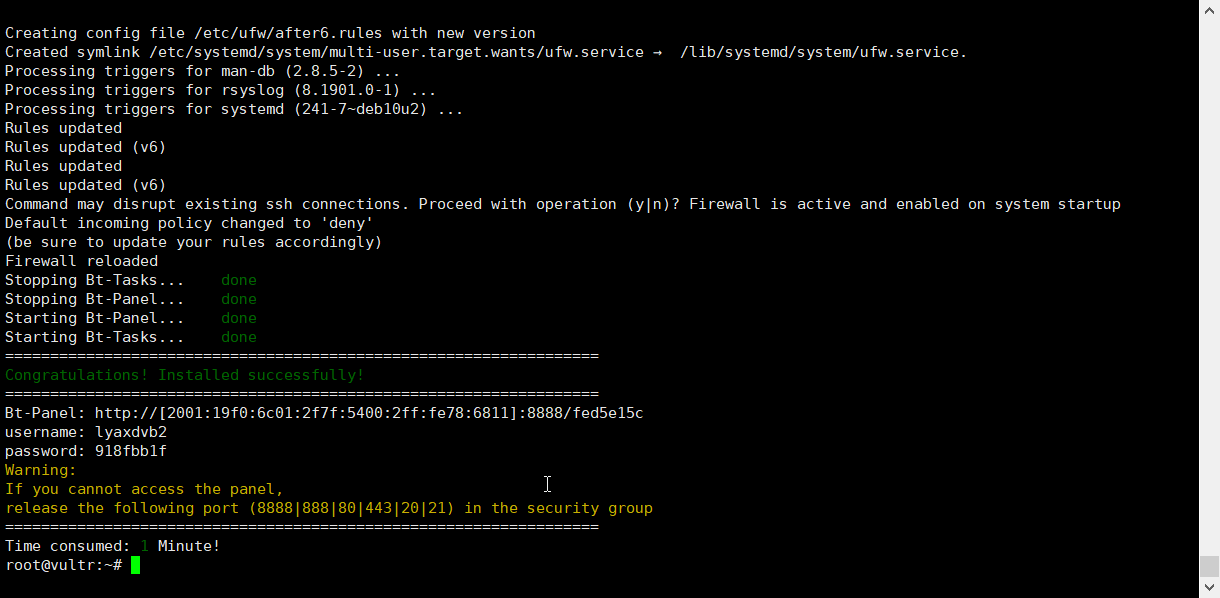 Creating config file /etc/ufw/after6.rules with new version
Created symlink /etc/systemd/system/multi-user.target.wants/ufw.service → /lib/systemd/system/ufw.service.
Processing triggers for man-db (2.8.5-2) ...
Processing triggers for rsyslog (8.1901.0-1) ...
Processing triggers for systemd (241-7~deb10u2) ...
Rules updated
Rules updated (v6)
Rules updated
Rules updated (v6)
Command may disrupt existing ssh connections. Proceed with operation (y|n)? Firewall is active and enabled on system startup
Default incoming policy changed to 'deny'
(be sure to update your rules accordingly)
Firewall reloaded
Stopping Bt-Tasks...    done
Stopping Bt-Panel...    done
Starting Bt-Panel...    done
Starting Bt-Tasks...    done
==================================================================
Congratulations! Installed successfully!
==================================================================
Bt-Panel: http://[2001:19f0:6c01:2f7f:5400:2ff:fe78:6811]:8888/fed5e15c
username: lyaxdvb2
password: 918fbb1f
Warning:
If you cannot access the panel,
release the following port (8888|888|80|443|20|21) in the security group
==================================================================
Time consumed: 1 Minute!
root@vultr:~#